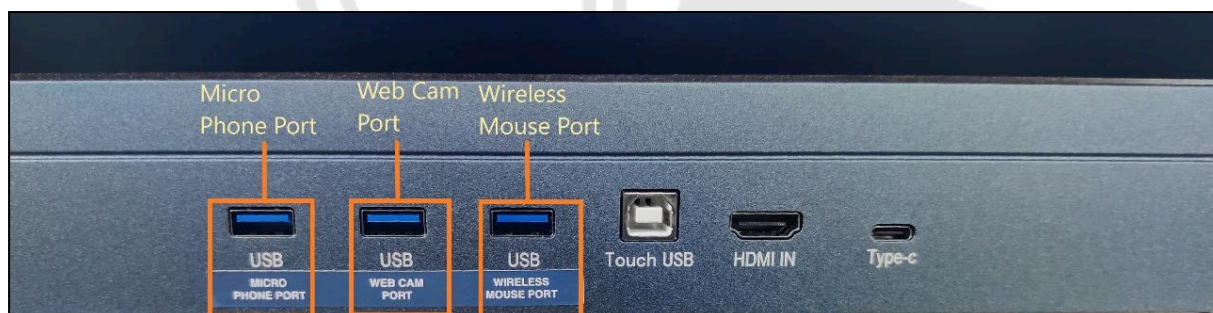 Micro
Phone Port
Web Cam
Port
Wireless
Mouse Port
USB
USB
USB
Touch USB
HDMI IN
Type-c
MICRO
PHONE PORT
WEB CAM
PORT
WIRELESS
MOUSE PORT